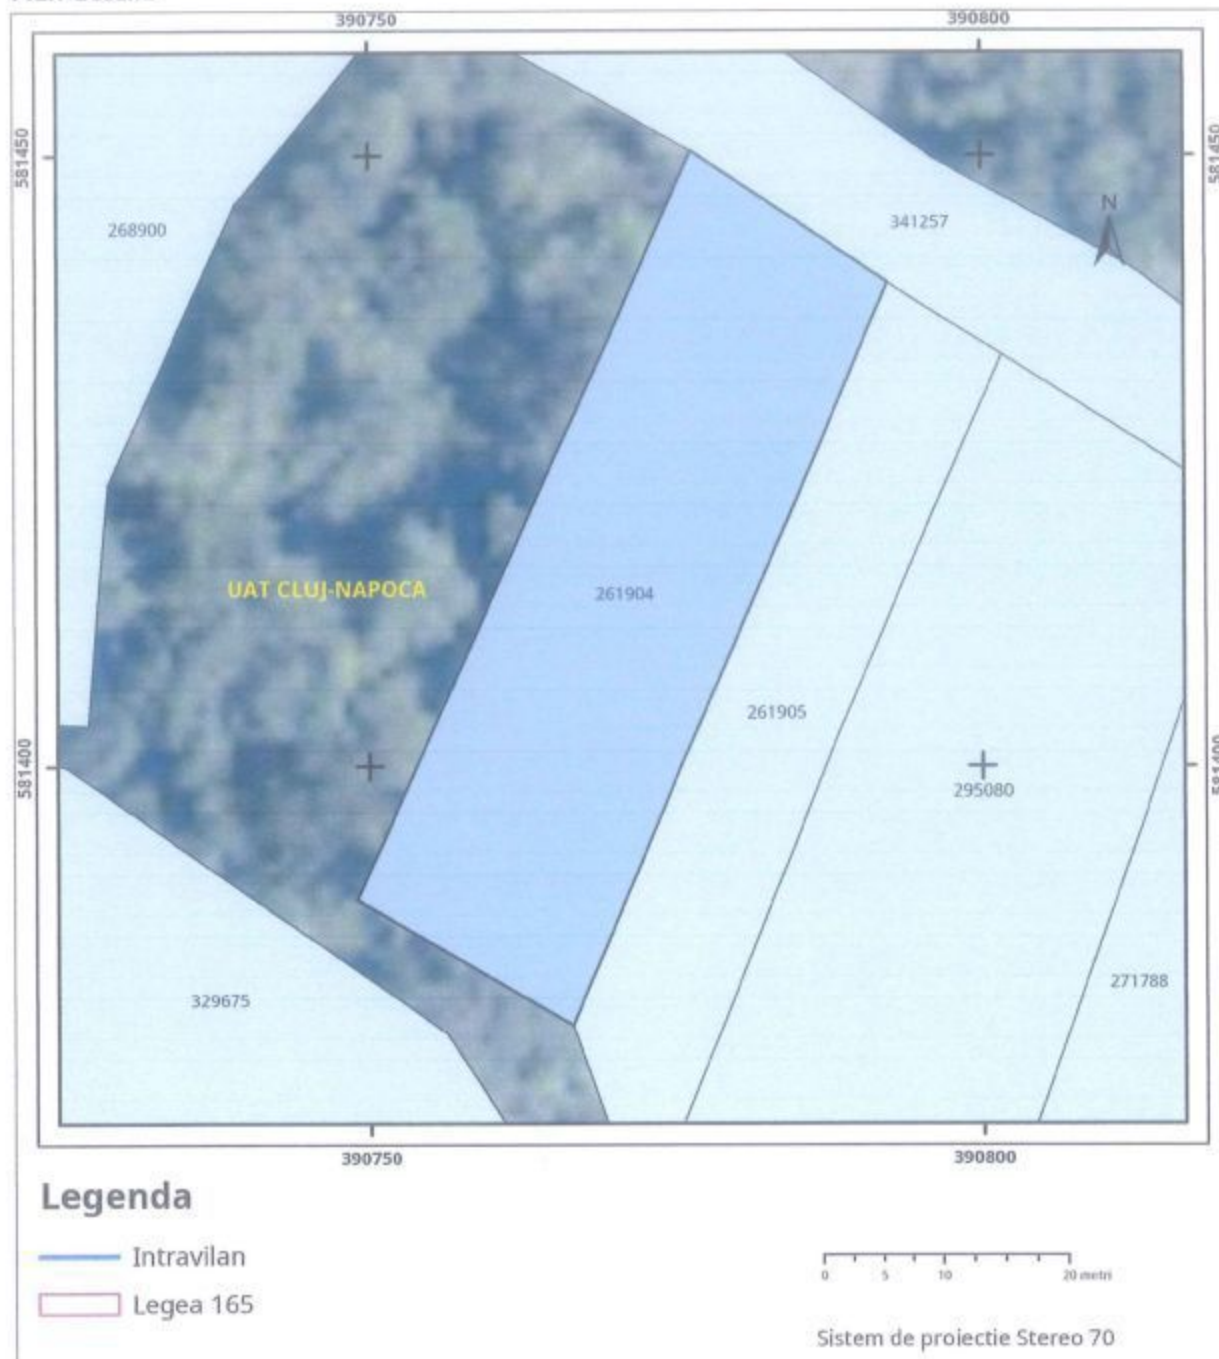 390750 390800
581450 581450
N
341257
268900
UAT CLUJ-NAPOCA
261904
261905
581400 581400
295080
271788
329675
390750 390800
Legenda
Intravilan
Legea 165
0 5 10 20 metri
Sistem de proiectie Stereo 70